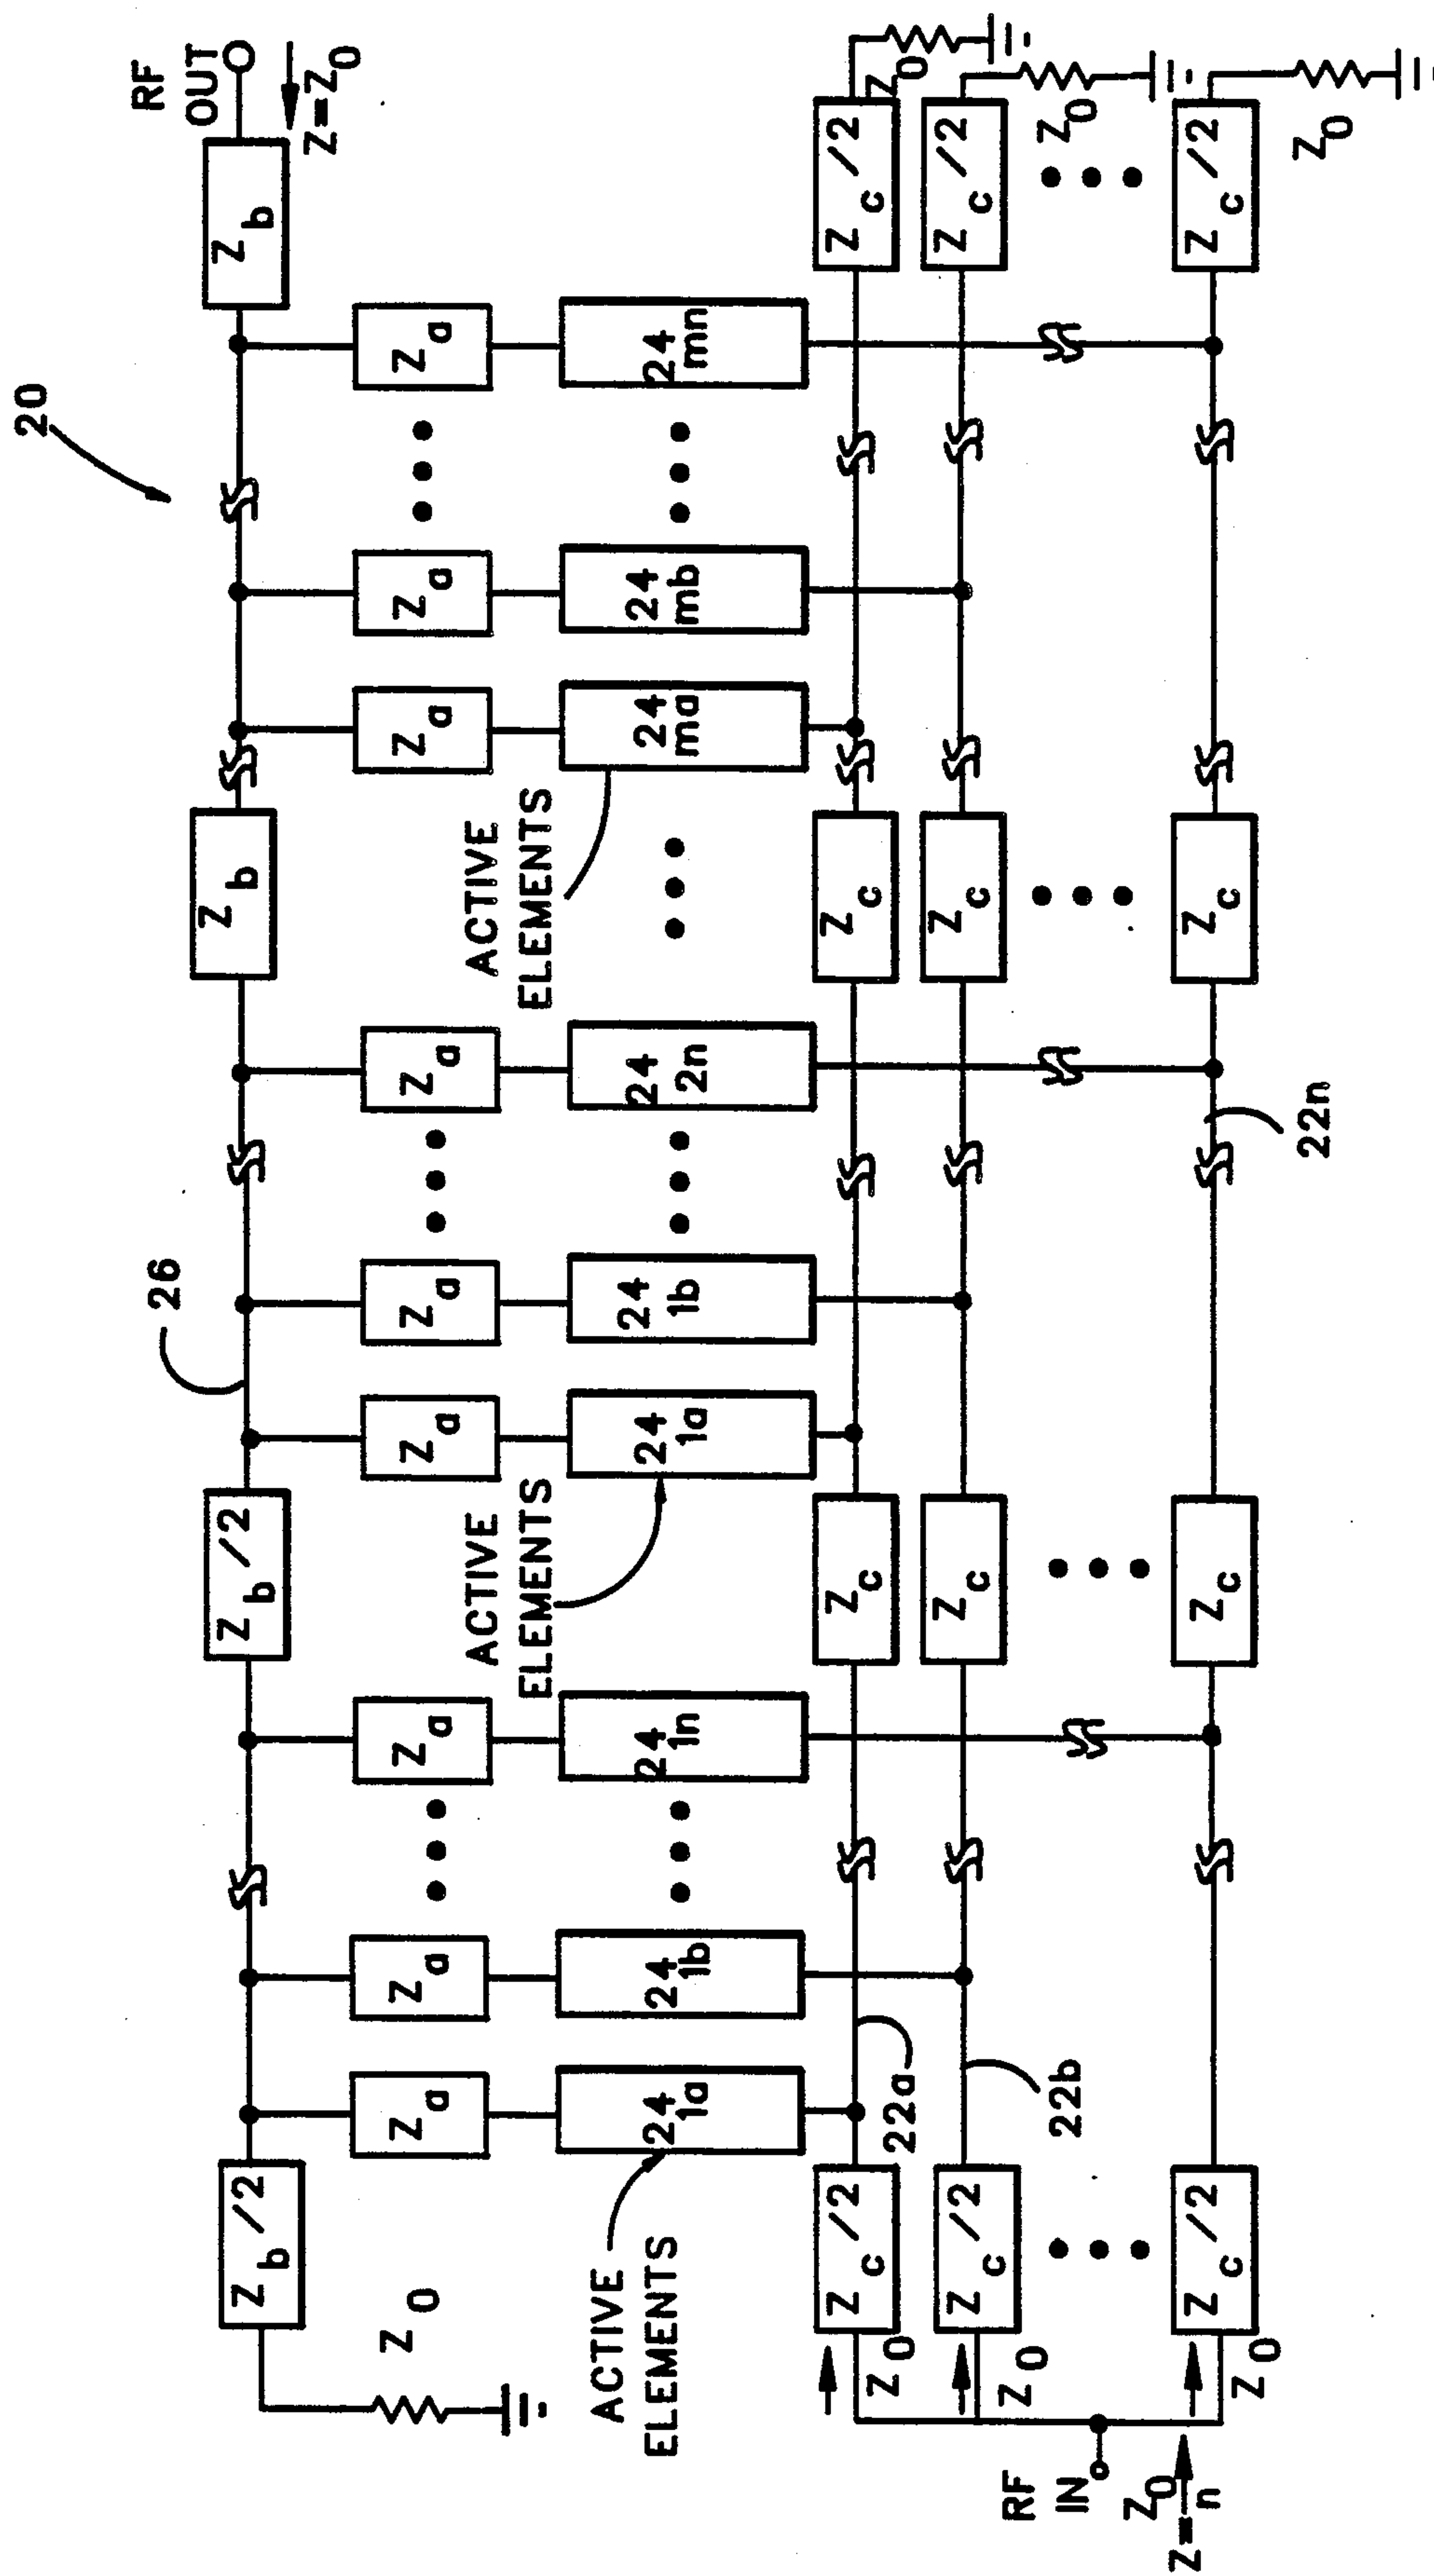 20
RF
OUT
Z=Z0
Zb/2
Zb/2
Zb
Zb
26
Z0
Za
Za
Za
Za
Za
Za
Za
Za
Za
24 1a
24 1b
24 1n
24 1a
24 1b
24 2n
24 ma
24 mb
24 mn
ACTIVE
ELEMENTS
ACTIVE
ELEMENTS
ACTIVE
ELEMENTS
Zc/2
Zc
Zc
Zc/2
Z0
Z0
22a
Zc/2
Zc
Zc
Zc/2
Z0
Z0
22b
Zc/2
Zc
Zc
Zc/2
Z0
Z0
22n
RF
IN
Z=Z0/n